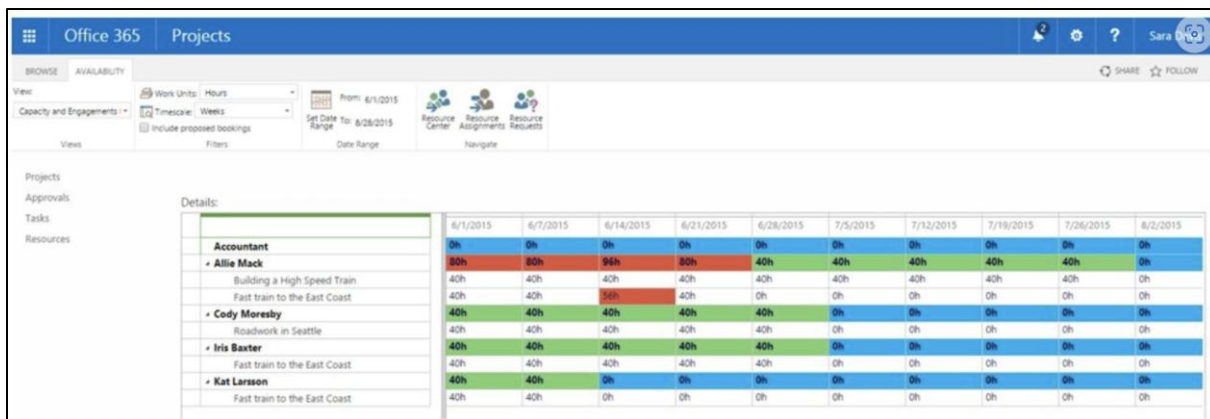 Office 365 Projects 2 ? Sara
BROWSE AVAILABILITY SHARE FOLLOW
View:
Capacity and Engagements
Views
Work Units: Hours
Timescale: Weeks
Include proposed bookings
Filters
Set Date Range
From: 6/1/2015
To: 8/28/2015
Date Range
Resource Center
Resource Assignments
Resource Requests
Navigate
Projects
Approvals
Tasks
Resources
Details:
6/1/2015 6/7/2015 6/14/2015 6/21/2015 6/28/2015 7/5/2015 7/12/2015 7/19/2015 7/26/2015 8/2/2015
Accountant 0h 0h 0h 0h 0h 0h 0h 0h 0h 0h
Allie Mack 80h 80h 96h 80h 40h 40h 40h 40h 40h 0h
Building a High Speed Train 40h 40h 40h 40h 40h 40h 40h 40h 40h 0h
Fast train to the East Coast 40h 40h 56h 40h 0h 0h 0h 0h 0h 0h
Cody Moresby 40h 40h 40h 40h 40h 0h 0h 0h 0h 0h
Roadwork in Seattle 40h 40h 40h 40h 40h 0h 0h 0h 0h 0h
Iris Baxter 40h 40h 40h 40h 40h 0h 0h 0h 0h 0h
Fast train to the East Coast 40h 40h 40h 40h 40h 0h 0h 0h 0h 0h
Kat Larsson 40h 40h 0h 0h 0h 0h 0h 0h 0h 0h
Fast train to the East Coast 40h 40h 0h 0h 0h 0h 0h 0h 0h 0h